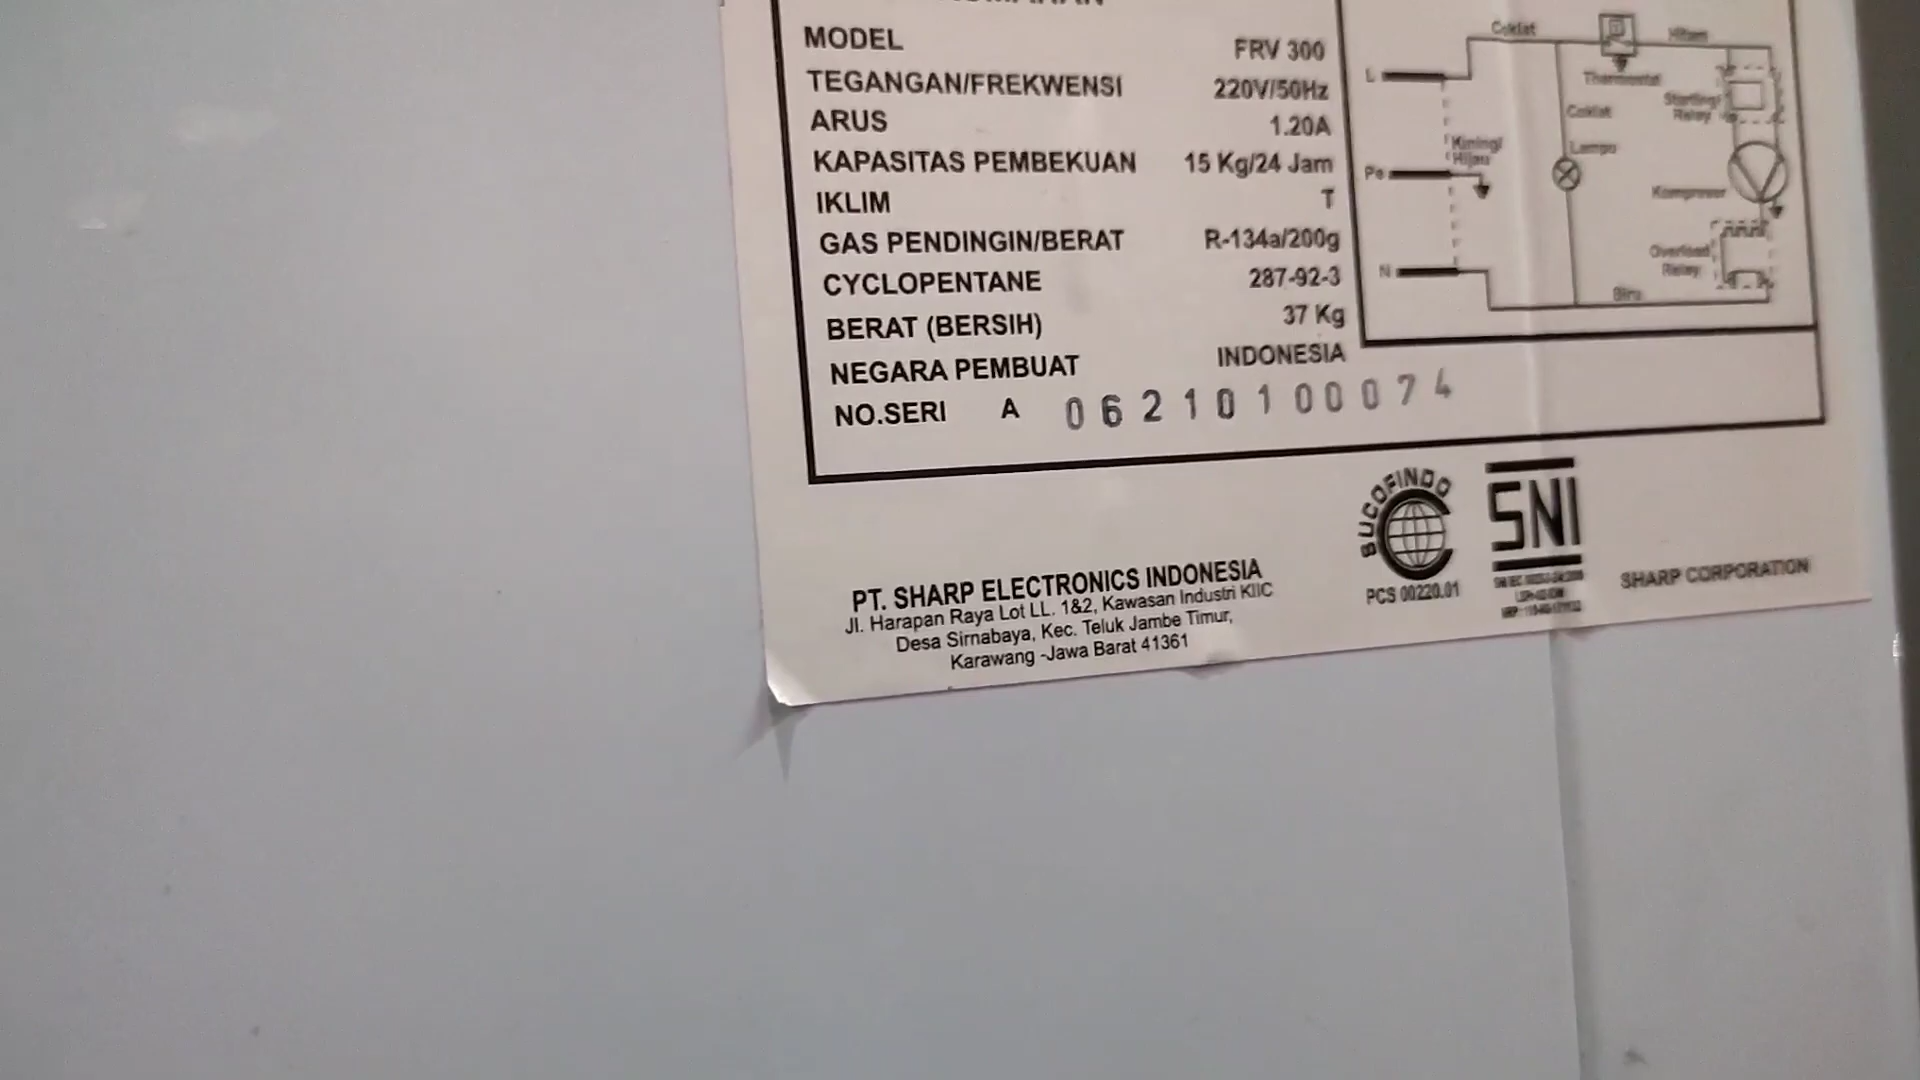 MODEL FRV 300
TEGANGAN/FREKWENSI 220V/50Hz
ARUS 1.20A
KAPASITAS PEMBEKUAN 15 Kg/24 Jam
IKLIM T
GAS PENDINGIN/BERAT R-134a/200g
CYCLOPENTANE 287-92-3
BERAT (BERSIH) 37 Kg
NEGARA PEMBUAT INDONESIA
NO.SERI A 06210100074
Coklat
Hitam
L
Thermostat
Starting/
Relay
Coklat
Kuning/
Hijau
Lampu
Pe
Kompresor
Overload
Relay
N
Biru
SUCOFINDO
PCS 00220.01
SNI
SHARP CORPORATION
PT. SHARP ELECTRONICS INDONESIA
Jl. Harapan Raya Lot LL. 1&2, Kawasan Industri KIIC
Desa Sirnabaya, Kec. Teluk Jambe Timur,
Karawang -Jawa Barat 41361